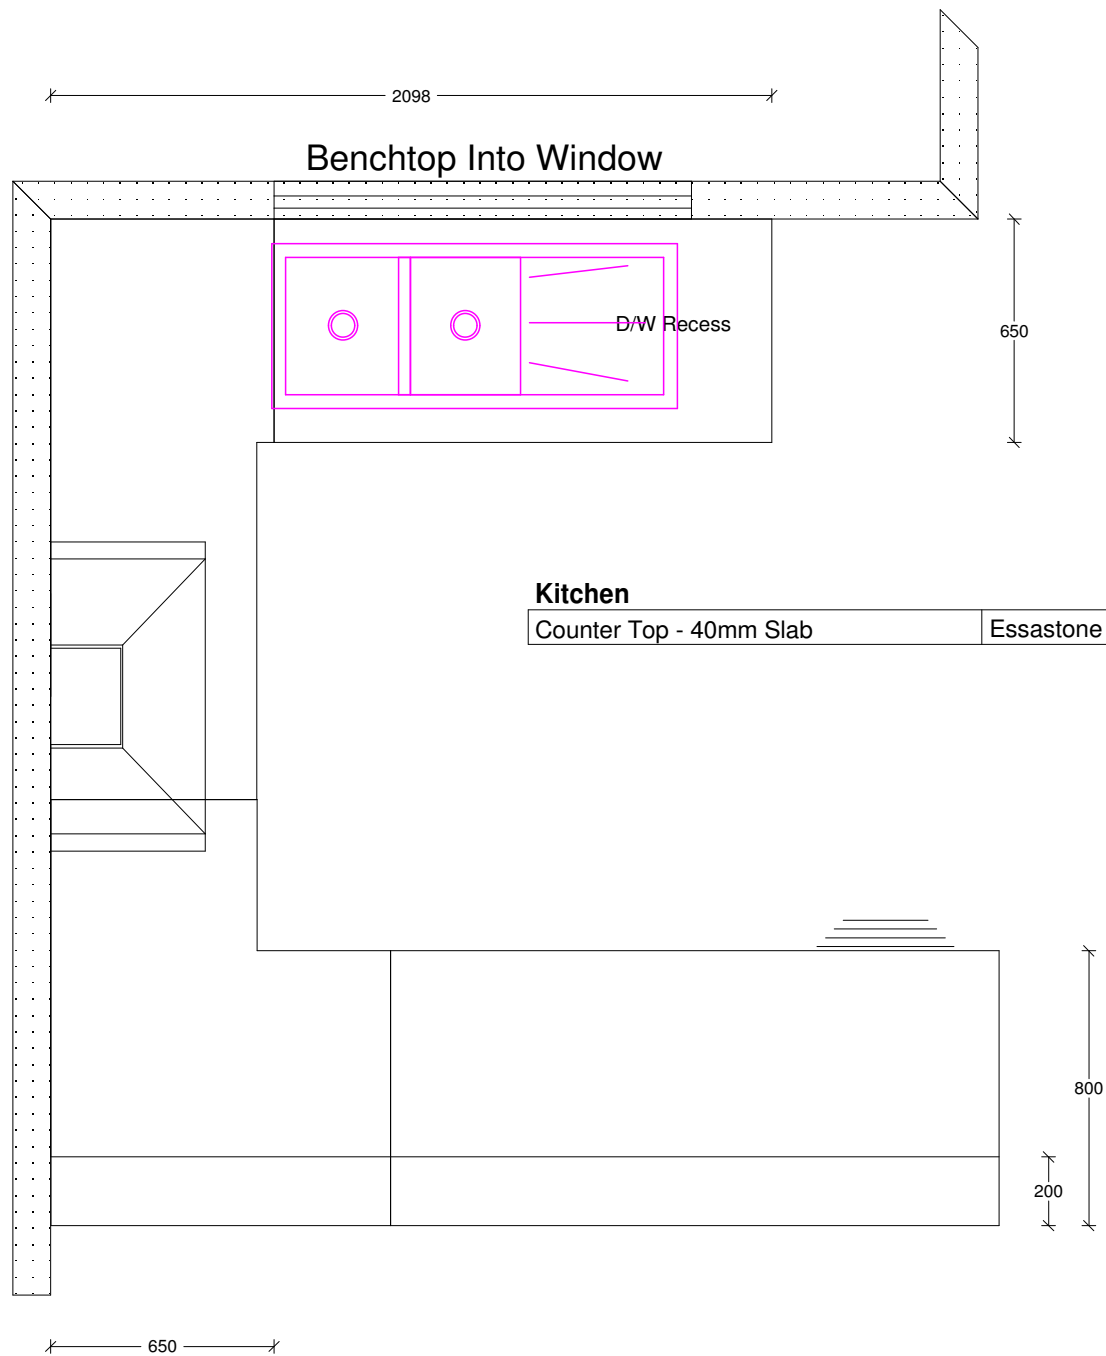 2098
Benchtop Into Window
D/W Recess
650
Kitchen
Counter Top - 40mm Slab Essastone
800
200
650